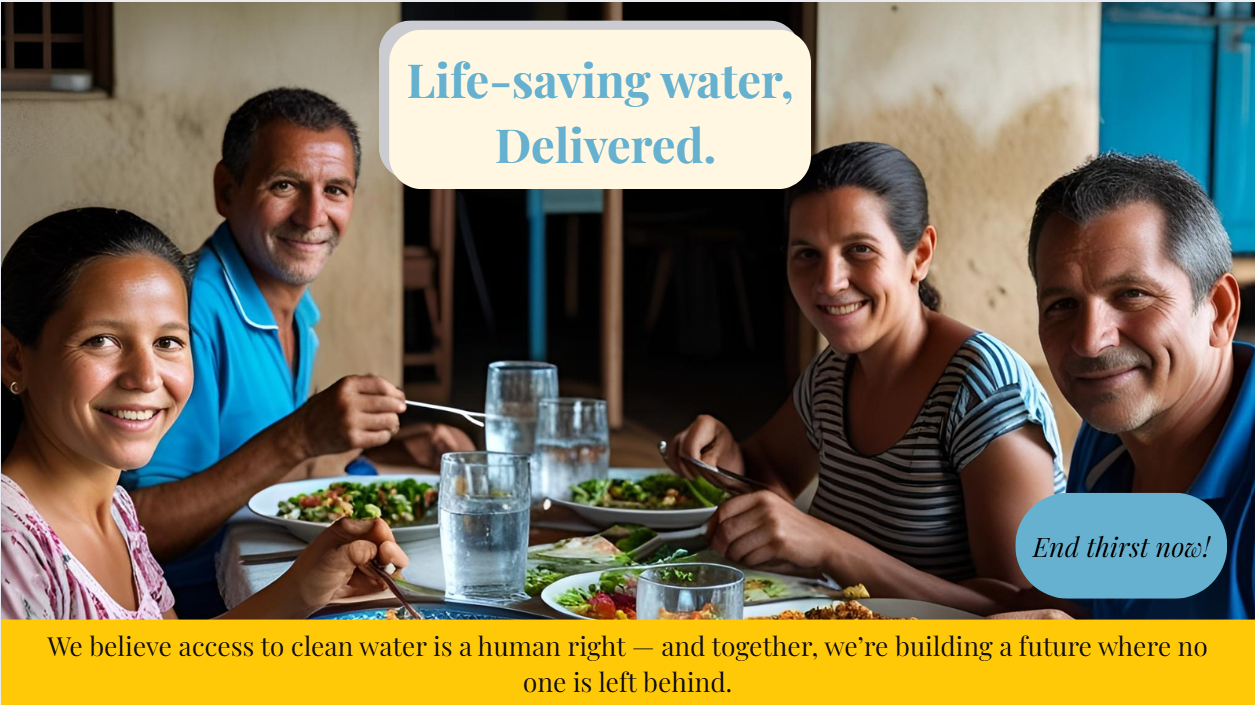 Life-saving water,
Delivered.
End thirst now!
We believe access to clean water is a human right — and together, we’re building a future where no
one is left behind.